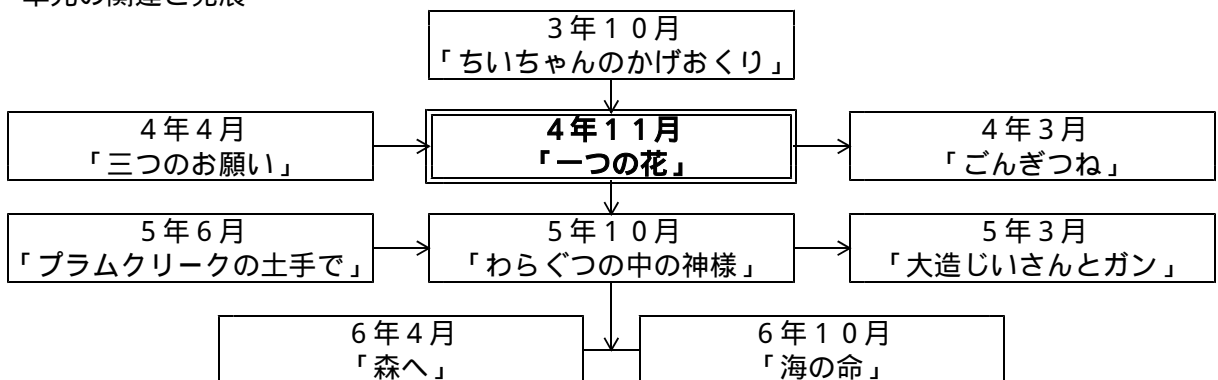 単元の関連と発展
3年10月
「ちいちゃんのかげおくり」
4年4月
「三つのお願い」
4年11月
「一つの花」
4年3月
「ごんぎつね」
5年6月
「プラムクリークの土手で」
5年10月
「わらぐつの中の神様」
5年3月
「大造じいさんとガン」
6年4月
「森へ」
6年10月
「海の命」